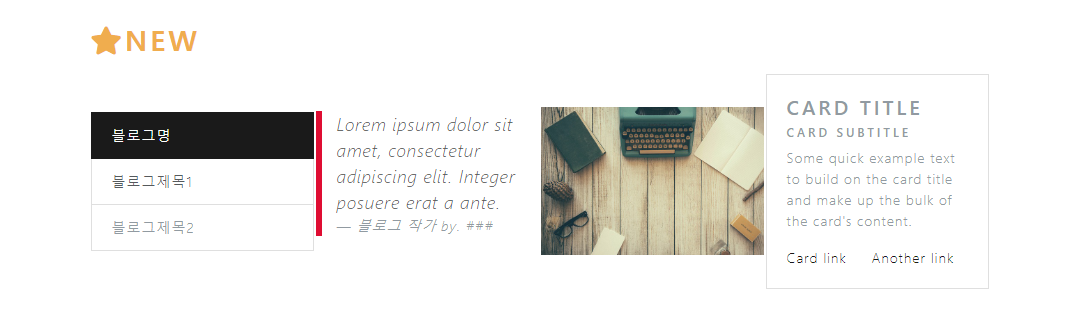 NEW
블로그명
블로그제목1
블로그제목2
Lorem ipsum dolor sit
amet, consectetur
adipiscing elit. Integer
posuere erat a ante.
— 블로그 작가 by. ###
CARD TITLE
CARD SUBTITLE
Some quick example text
to build on the card title
and make up the bulk of
the card's content.
Card link Another link